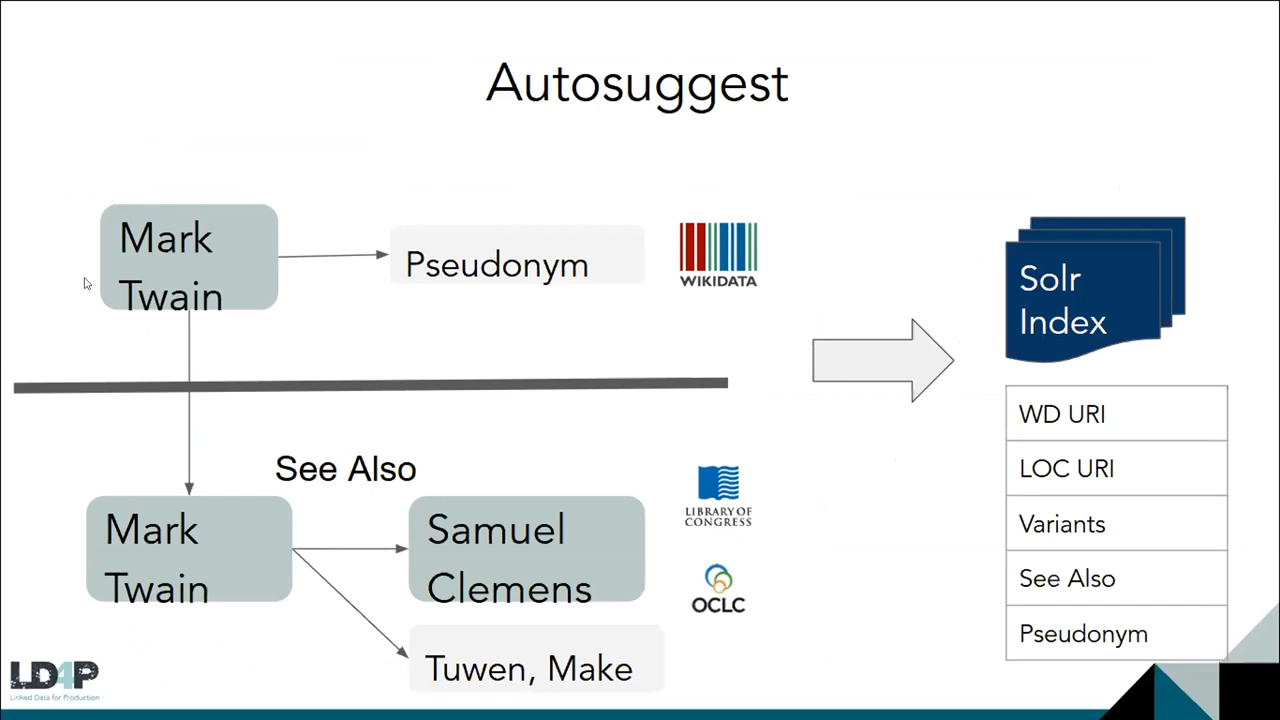 Autosuggest
Mark
Twain
Pseudonym
WIKIDATA
See Also
Mark
Twain
Samuel
Clemens
Tuwen, Make
LIBRARY OF
CONGRESS
OCLC
Solr
Index
WD URI
LOC URI
Variants
See Also
Pseudonym
LD4P
Linked Data for Production